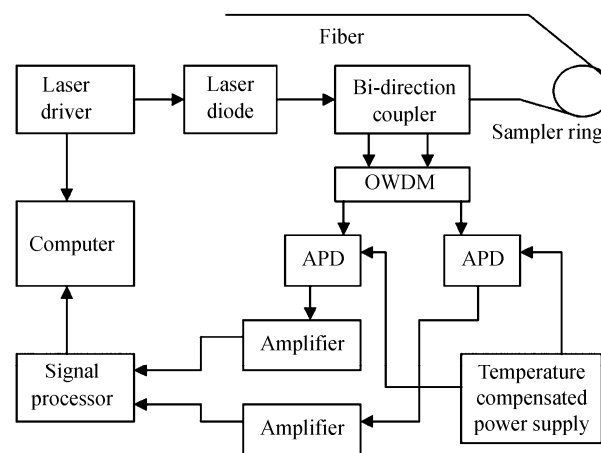 Fiber
Laser
driver
Laser
diode
Bi-direction
coupler
Sampler ring
OWDM
Computer
APD
APD
Amplifier
Signal
processor
Temperature
compensated
power supply
Amplifier